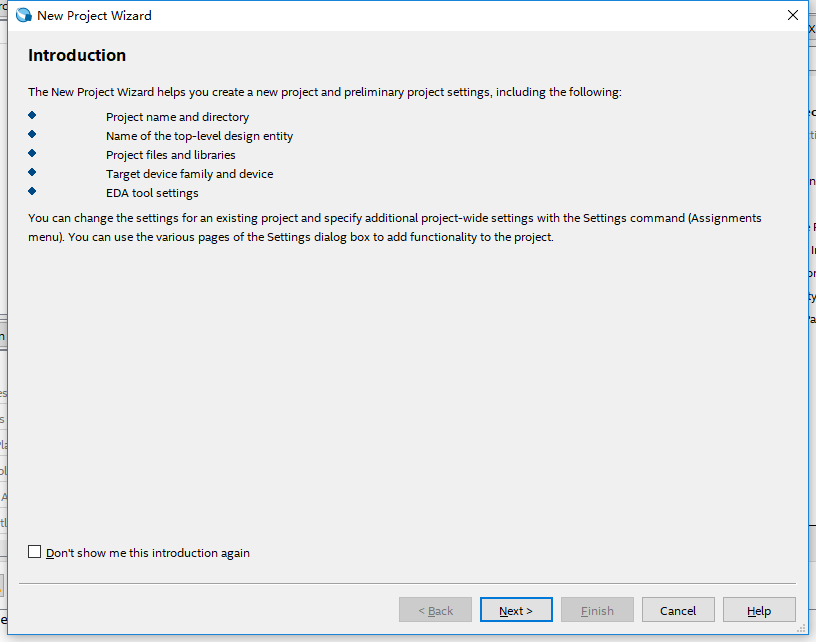 New Project Wizard
Introduction
The New Project Wizard helps you create a new project and preliminary project settings, including the following:
Project name and directory
Name of the top-level design entity
Project files and libraries
Target device family and device
EDA tool settings
You can change the settings for an existing project and specify additional project-wide settings with the Settings command (Assignments
menu). You can use the various pages of the Settings dialog box to add functionality to the project.
Don't show me this introduction again
< Back Next > Finish Cancel Help